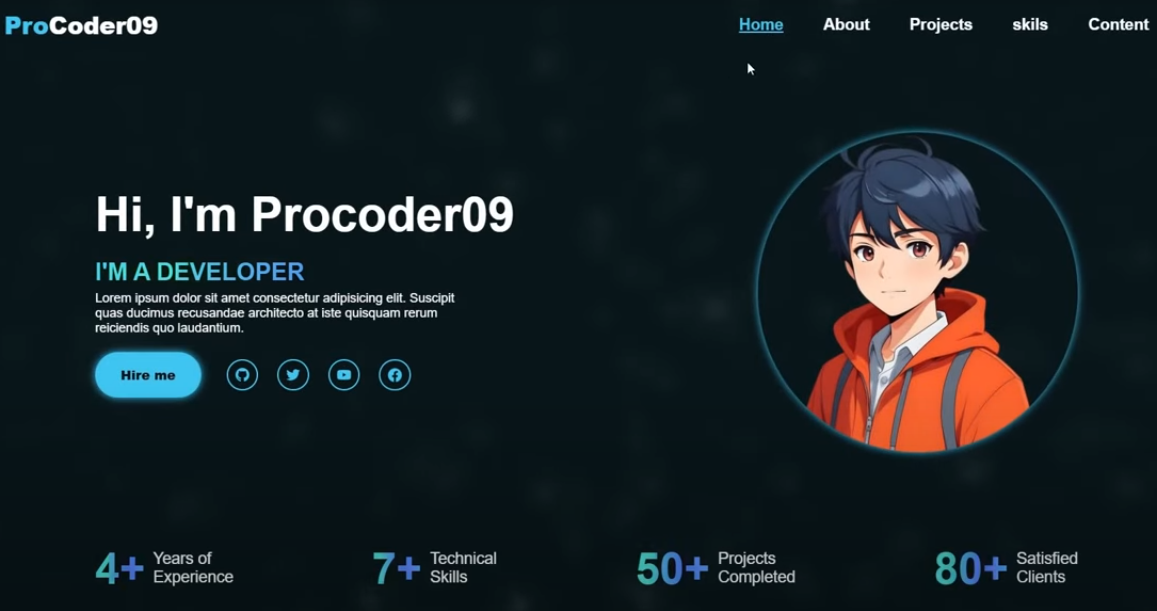 ProCoder09
Home About Projects skils Content
Hi, I'm Procoder09
I'M A DEVELOPER
Lorem ipsum dolor sit amet consectetur adipisicing elit. Suscipit
quas ducimus recusandae architecto at iste quisquam rerum
reiciendis quo laudantium.
Hire me
4+ Years of
Experience
7+ Technical
Skills
50+ Projects
Completed
80+ Satisfied
Clients